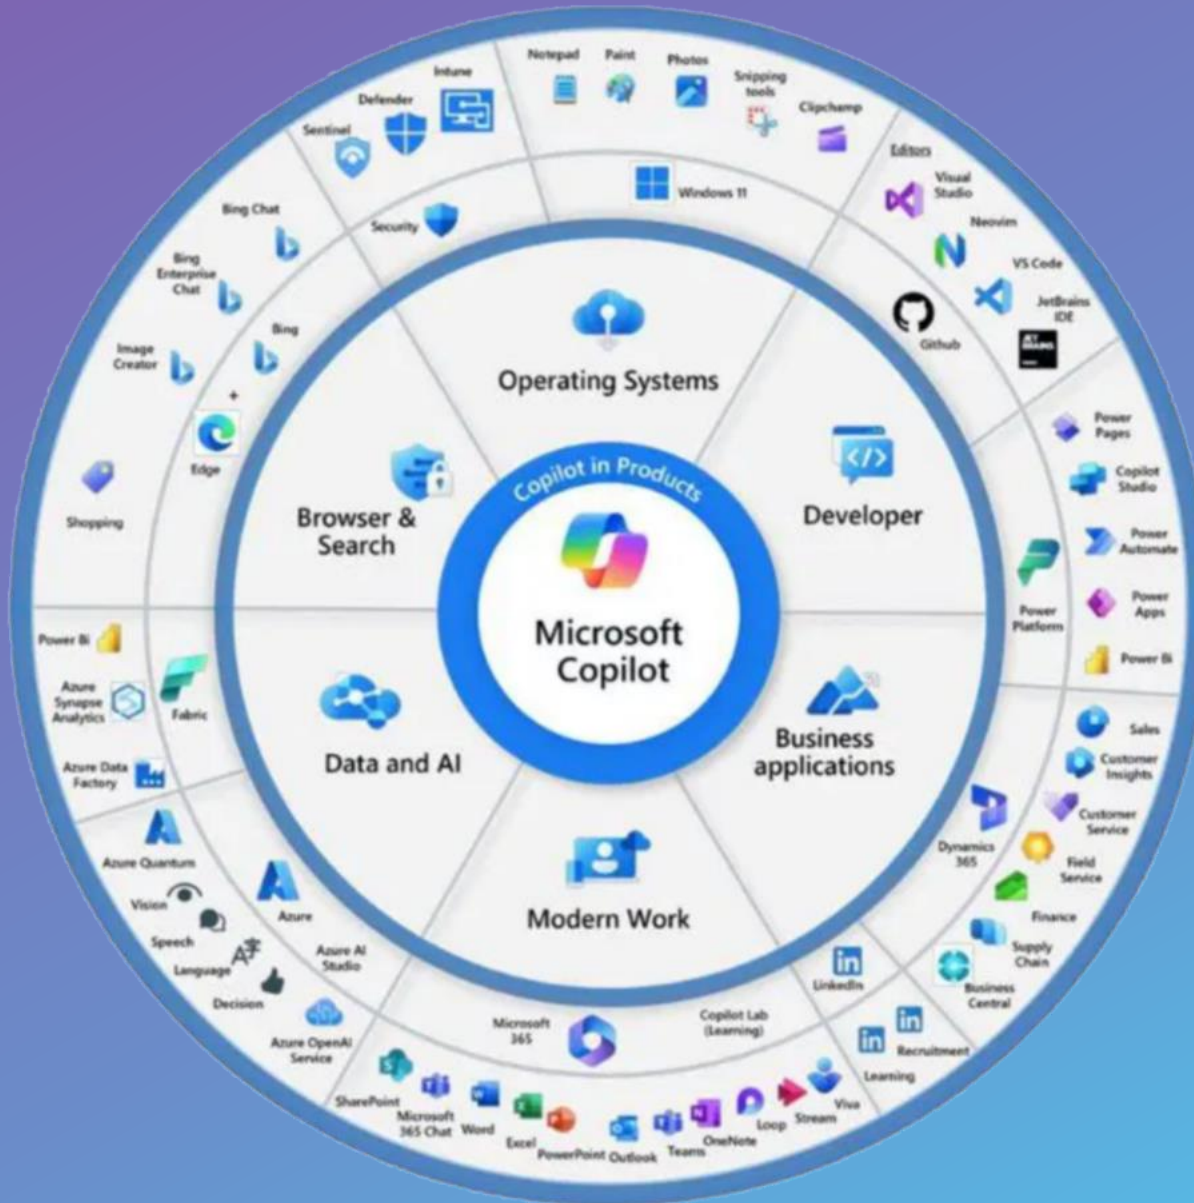 Notepad
Paint
Photos
Snipping
tools
Clipchamp
Intune
Defender
Sentinel
Windows 11
Security
Editors
Visual
Studio
Neovim
VS Code
JetBrains
IDE
JET
BRAINS
Github
Bing Chat
Bing
Enterprise
Chat
Image
Creator
Shopping
Bing
+
Edge
Operating Systems
Browser &
Search
Developer
Copilot in Products
Microsoft
Copilot
Data and AI
Business
applications
Modern Work
Power
Pages
Copilot
Studio
Power
Automate
Power
Apps
Power Bi
Power
Platform
Power Bi
Azure
Synapse
Analytics
Azure Data
Factory
Fabric
Sales
Customer
Insights
Customer
Service
Field
Service
Finance
Supply
Chain
Business
Central
Dynamics
365
Azure Quantum
Vision
Speech
Language
Decision
Azure OpenAI
Service
Azure
Azure AI
Studio
in
LinkedIn
in
Recruitment
in
Learning
Microsoft
365
Copilot Lab
(Learning)
SharePoint
Microsoft
365 Chat
Word
Excel
PowerPoint
Outlook
Teams
OneNote
Loop
Stream
Viva